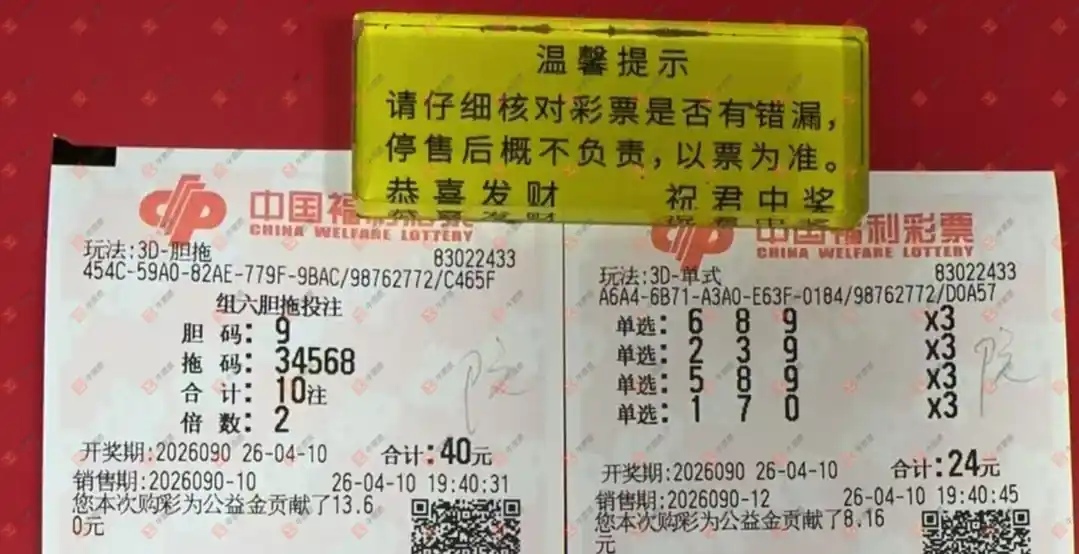 温馨提示
请仔细核对彩票是否有错漏，
停售后概不负责，以票为准。
恭喜发财 祝君中奖
中国福利彩票
CHINA WELFARE LOTTERY
玩法:3D-胆拖 83022433
454C-59A0-82AE-779F-9BAC/98762772/C465F
组六胆拖投注
胆 码: 9
拖 码: 34568
合 计: 10注
倍 数: 2
开奖期:2026090 26-04-10 合计:40元
销售期:2026090-10 26-04-10 19:40:31
您本次购彩为公益金贡献了13.6
0元
中国福利彩票
CHINA WELFARE LOTTERY
玩法:3D-单式 83022433
A6A4-6B71-A3A0-E63F-0184/98762772/D0A57
单选: 6 8 9 x3
单选: 2 3 9 x3
单选: 5 8 9 x3
单选: 1 7 0 x3
开奖期:2026090 26-04-10 合计:24元
销售期:2026090-12 26-04-10 19:40:45
您本次购彩为公益金贡献了8.16
元